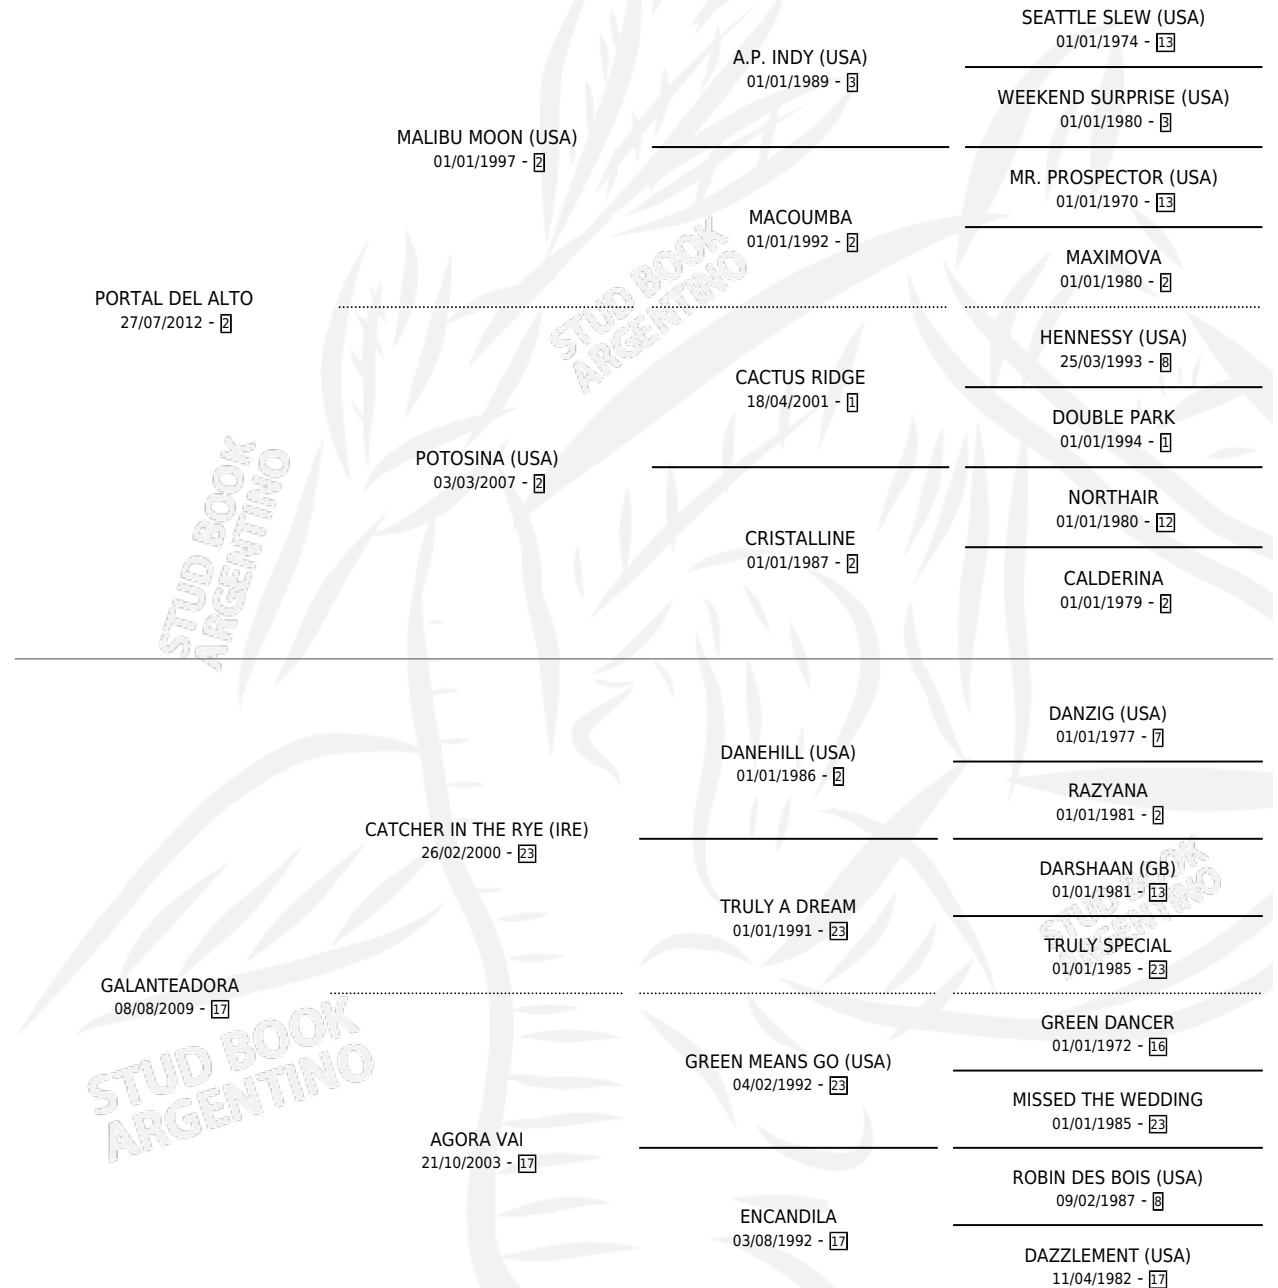 SEATTLE SLEW (USA)
01/01/1974 - 13
A.P. INDY (USA)
01/01/1989 - 3
WEEKEND SURPRISE (USA)
01/01/1980 - 3
MALIBU MOON (USA)
01/01/1997 - 2
MR. PROSPECTOR (USA)
01/01/1970 - 13
MACOUMBA
01/01/1992 - 2
MAXIMOVA
01/01/1980 - 2
PORTAL DEL ALTO
27/07/2012 - 2
HENNESSY (USA)
25/03/1993 - 8
CACTUS RIDGE
18/04/2001 - 1
DOUBLE PARK
01/01/1994 - 1
POTOSINA (USA)
03/03/2007 - 2
NORTHAIR
01/01/1980 - 12
CRISTALLINE
01/01/1987 - 2
CALDERINA
01/01/1979 - 2
STUD BOOK
ARGENTINO
STUD BOOK
ARGENTINO
DANZIG (USA)
01/01/1977 - 7
DANEHILL (USA)
01/01/1986 - 2
RAZYANA
01/01/1981 - 2
CATCHER IN THE RYE (IRE)
26/02/2000 - 23
DARSHAAN (GB)
01/01/1981 - 13
TRULY A DREAM
01/01/1991 - 23
TRULY SPECIAL
01/01/1985 - 23
STUD BOOK
ARGENTINO
GALANTEADORA
08/08/2009 - 17
GREEN DANCER
01/01/1972 - 16
GREEN MEANS GO (USA)
04/02/1992 - 23
MISSED THE WEDDING
01/01/1985 - 23
AGORA VAI
21/10/2003 - 17
ROBIN DES BOIS (USA)
09/02/1987 - 8
ENCANDILA
03/08/1992 - 17
DAZZLEMENT (USA)
11/04/1982 - 17
STUD BOOK
ARGENTINO